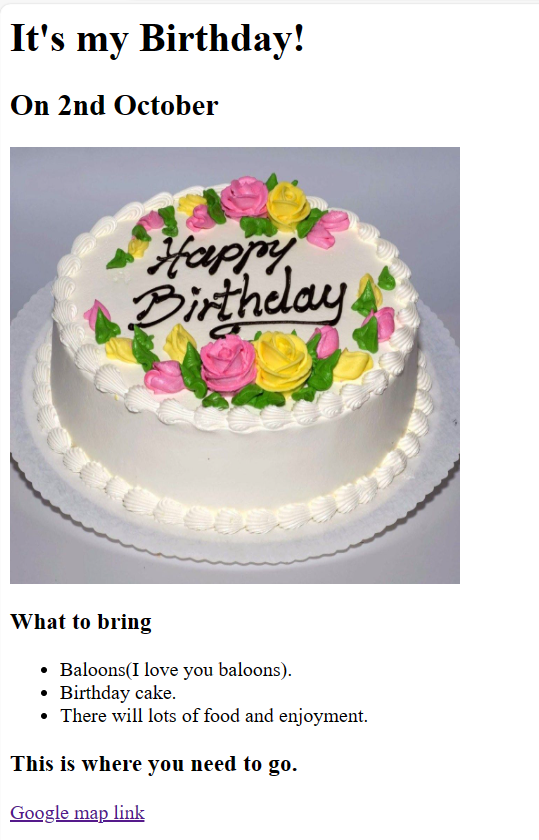 It's my Birthday!
On 2nd October
Happy
Birthday
What to bring
Baloons(I love you baloons).
Birthday cake.
There will lots of food and enjoyment.
This is where you need to go.
Google map link